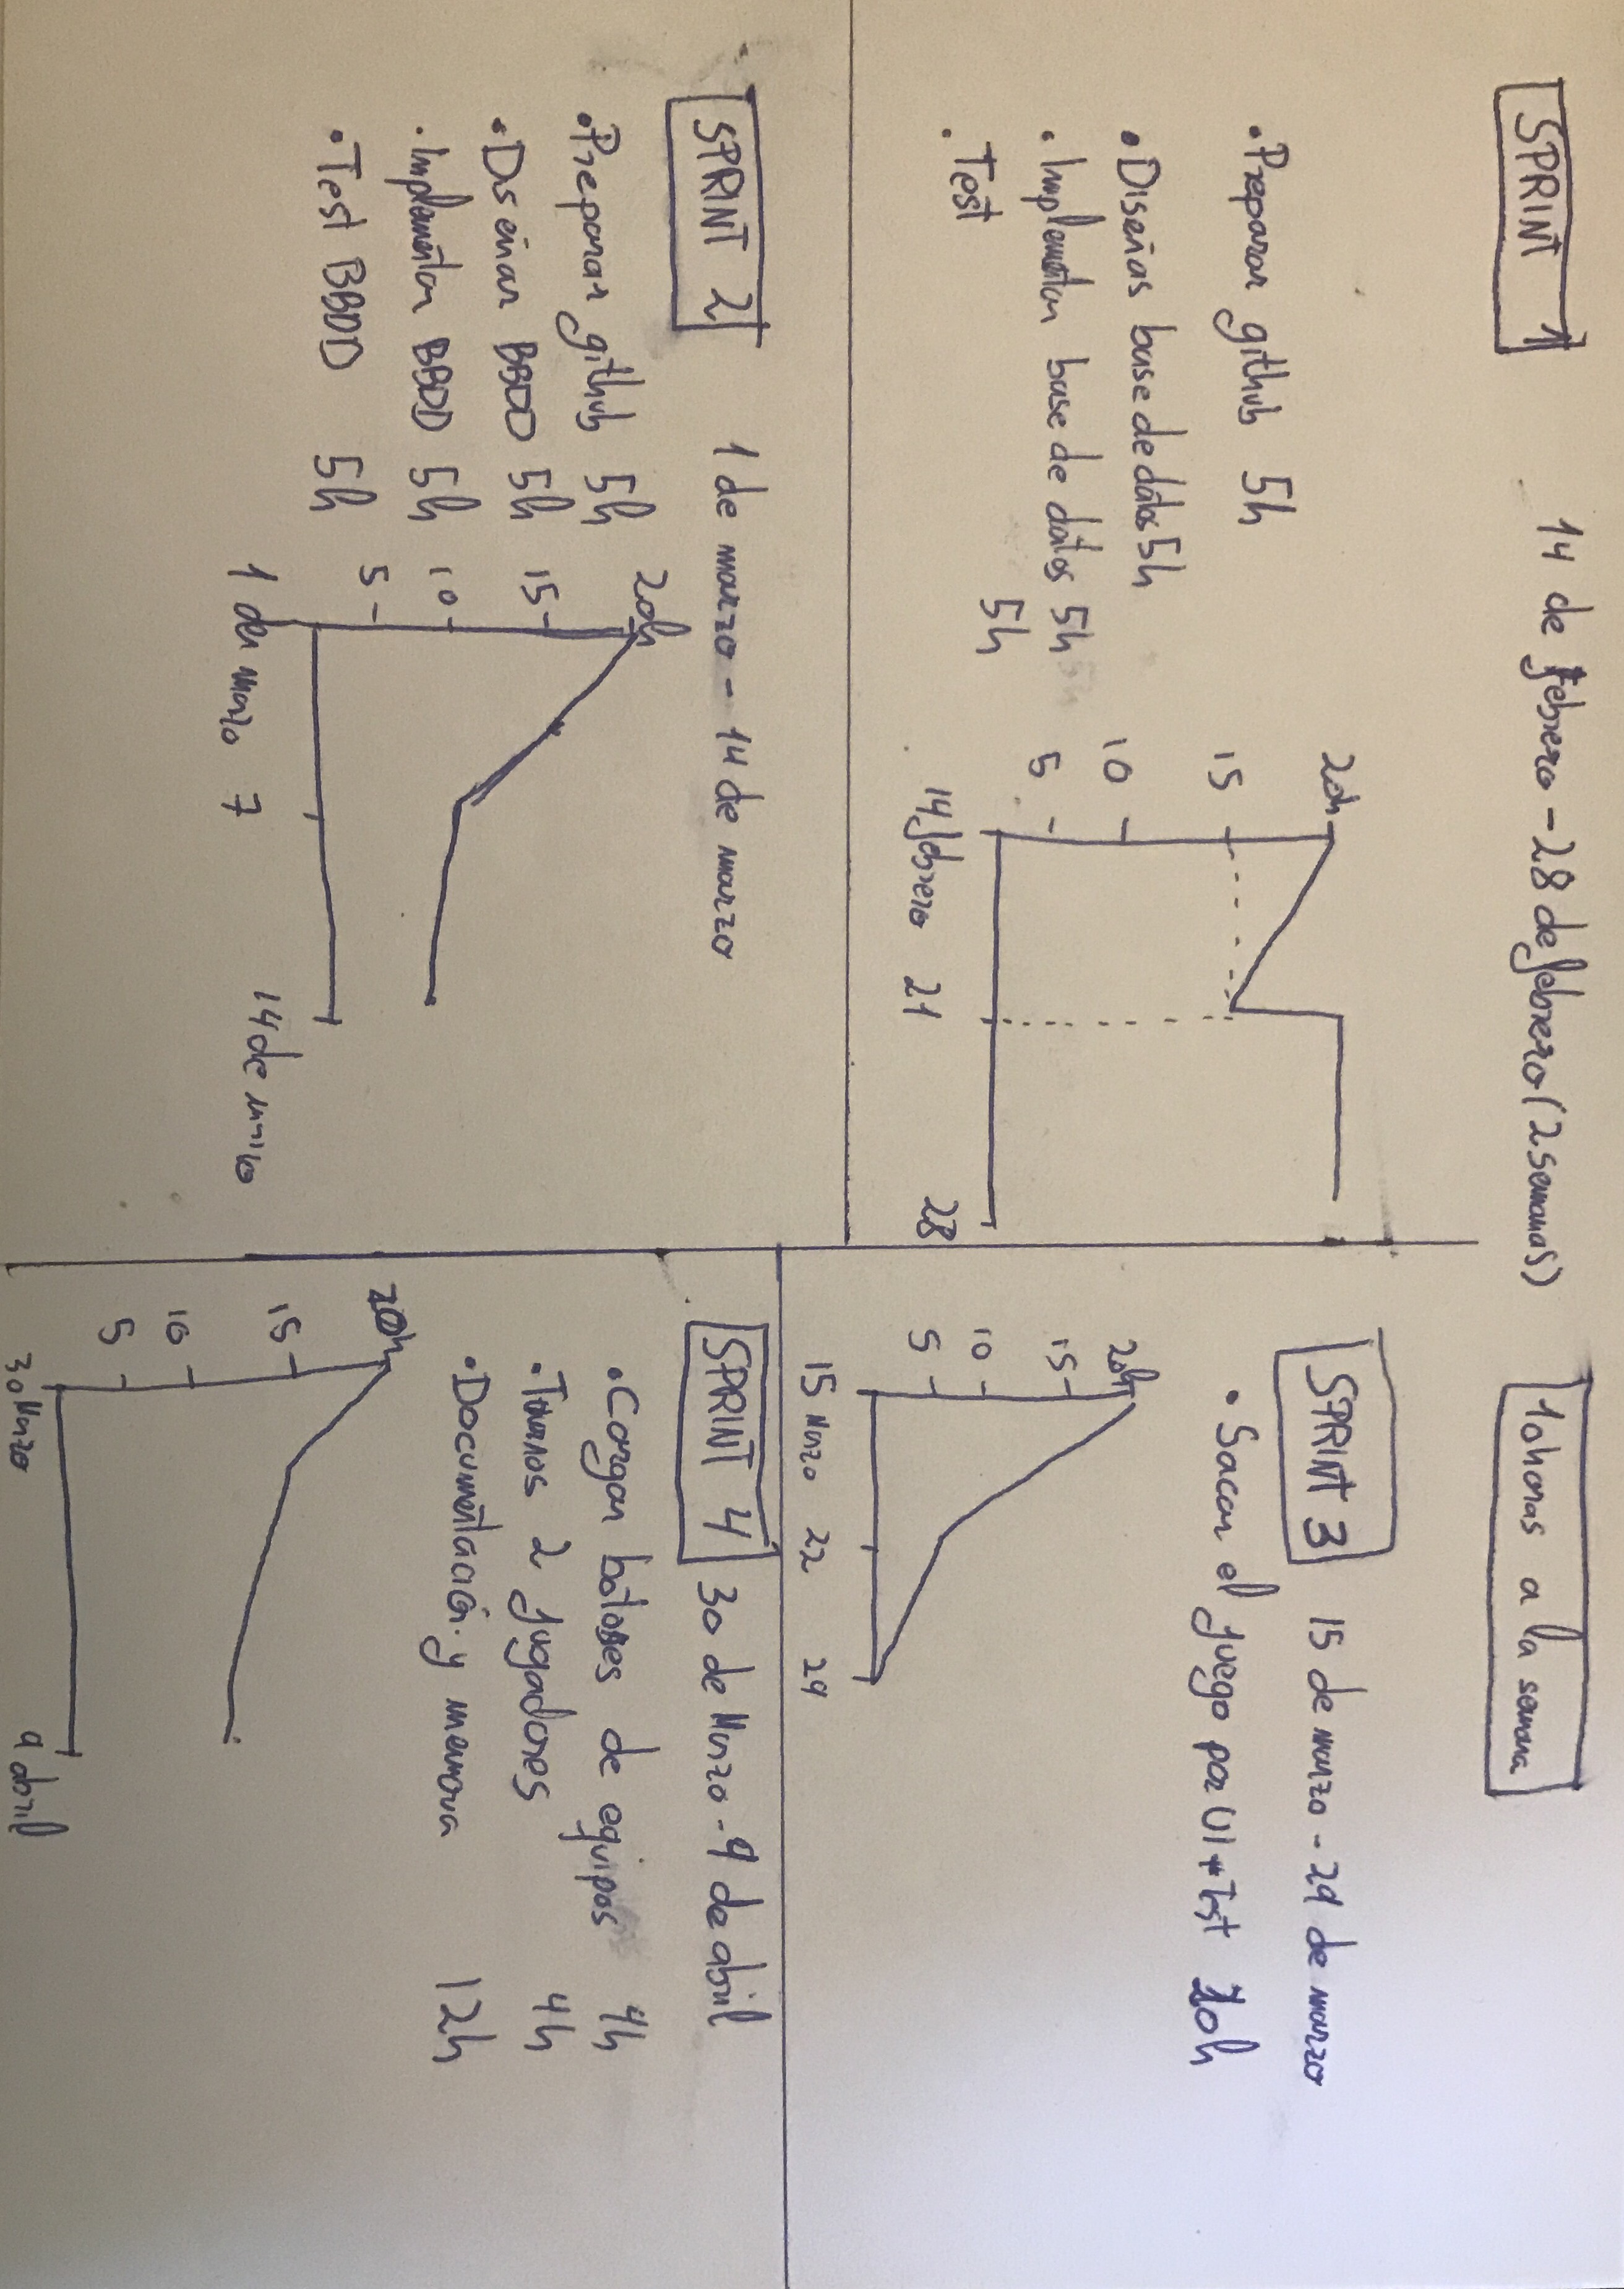 SPRINT 1
14 de febrero - 28 de febrero (2 semanas)
10horas a la semana
• Preparar github 5h
• Diseñas base de datos 5h
• Implementar base de datos 5h
• Test 5h
20h
15
10
5
14 febrero 21 28
SPRINT 2
1 de marzo - 14 de marzo
• Preparar github 5h
• Diseñar BBDD 5h
• Implementar BBDD 5h
• Test BBDD 5h
20h
15
10
5
1 de marzo 7 14 de marzo
SPRINT 3
15 de marzo - 29 de marzo
• Sacar el juego por UI + Test 20h
20h
15
10
5
15 Marzo 22 29
SPRINT 4
30 de Marzo - 9 de abril
• Cargar botones de equipos 4h
• Turnos 2 jugadores 4h
• Documentación y memoria 12h
20h
15
10
5
30 Marzo 9 abril